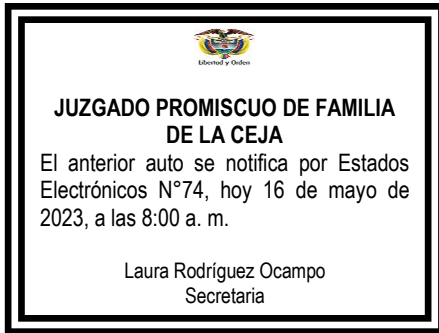 Libertad y Orden
JUZGADO PROMISCUO DE FAMILIA
DE LA CEJA
El anterior auto se notifica por Estados
Electrónicos N°74, hoy 16 de mayo de
2023, a las 8:00 a. m.
Laura Rodríguez Ocampo
Secretaria